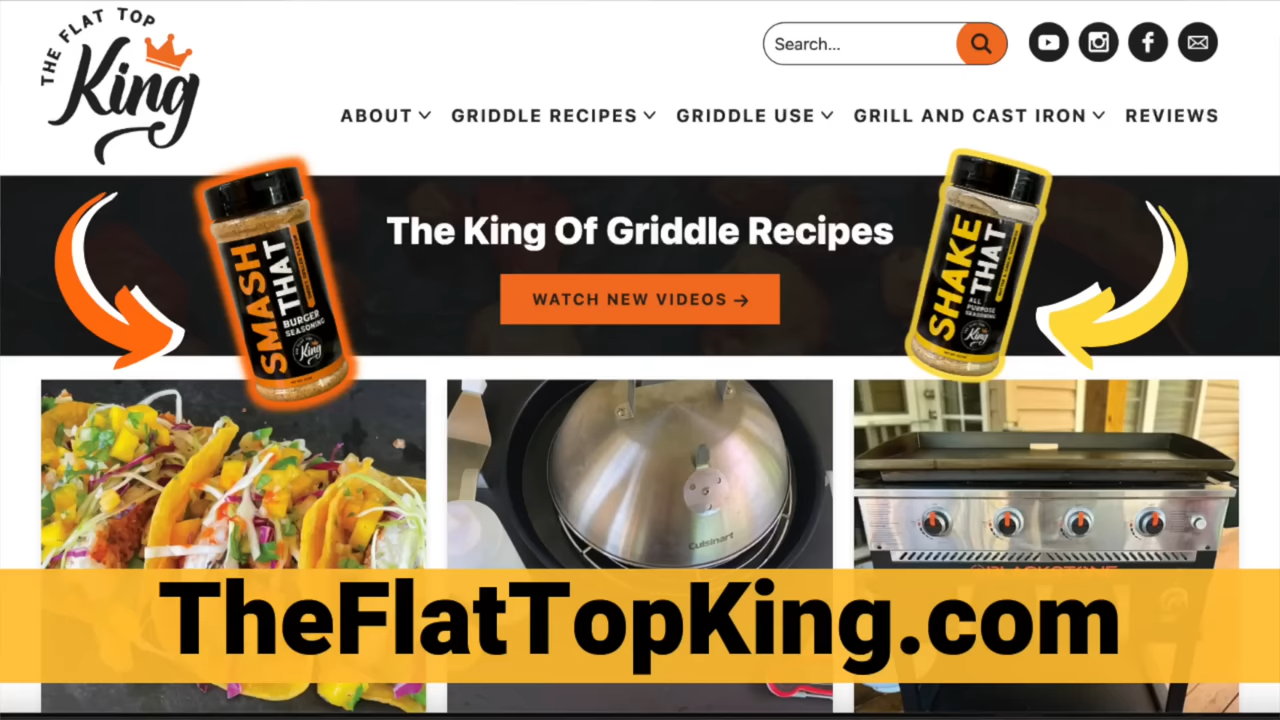 THE FLAT TOP
King
Search...
ABOUT
GRIDDLE RECIPES
GRIDDLE USE
GRILL AND CAST IRON
REVIEWS
The King Of Griddle Recipes
WATCH NEW VIDEOS →
SMASH
THAT
BURGER
SEASONING
King
SHAKE
THAT
ALL
PURPOSE
SEASONING
King
Cuisinart
BLACKSTONE
TheFlatTopKing.com